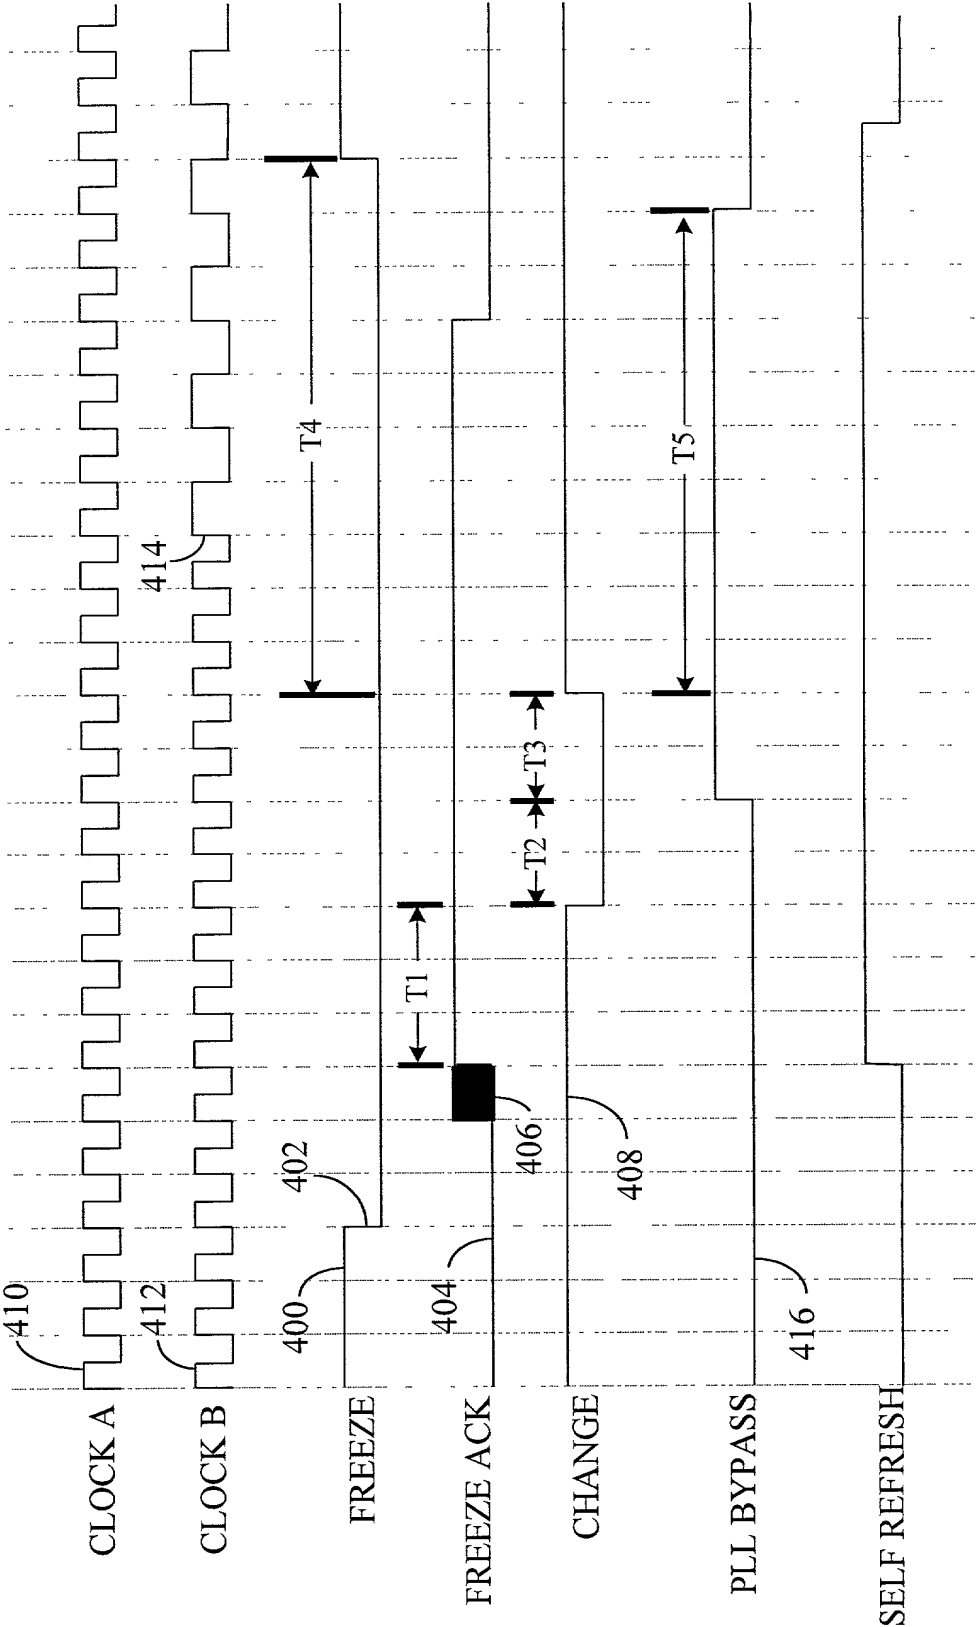 CLOCK A
410
CLOCK B
412
414
FREEZE
400
402
T4
FREEZE ACK
404
406
T1
CHANGE
408
T2
T3
PLL BYPASS
416
T5
SELF REFRESH